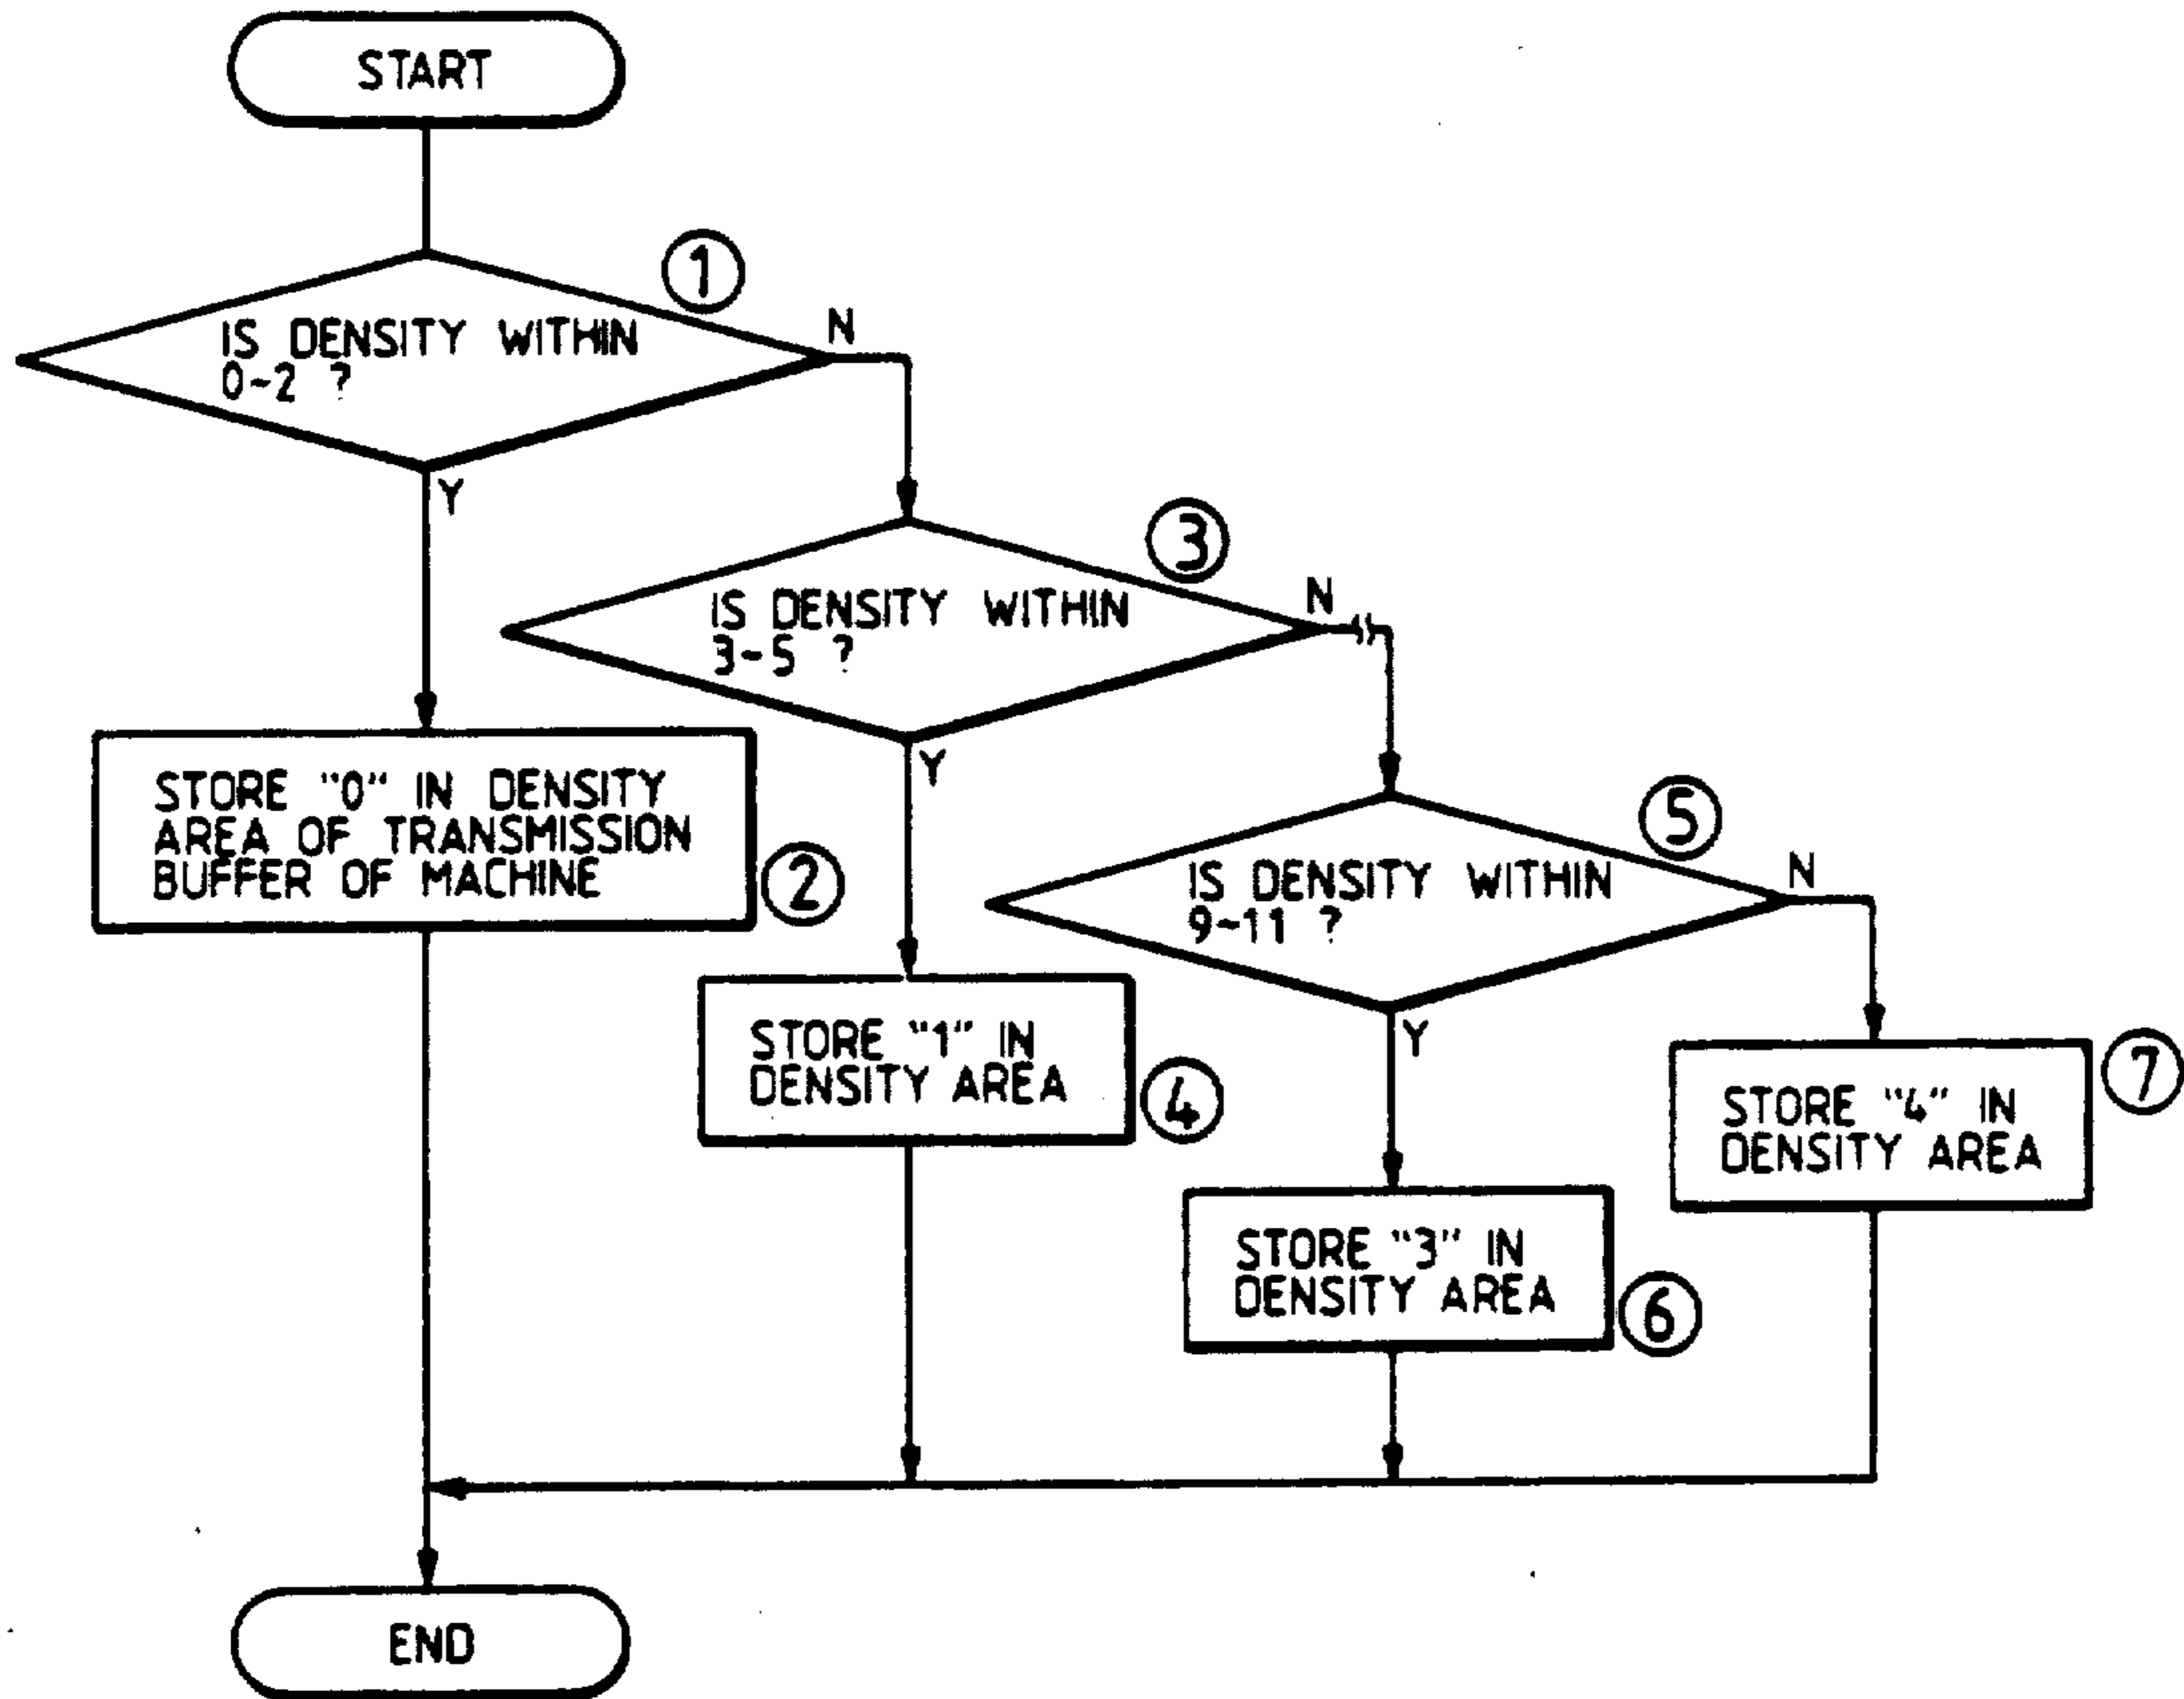 START
①
IS DENSITY WITHIN
0-2 ?
N
Y
③
IS DENSITY WITHIN
3-5 ?
N
Y
STORE "0" IN DENSITY
AREA OF TRANSMISSION
BUFFER OF MACHINE
②
⑤
IS DENSITY WITHIN
9-11 ?
N
Y
STORE "1" IN
DENSITY AREA
④
STORE "4" IN
DENSITY AREA
⑦
STORE "3" IN
DENSITY AREA
⑥
END